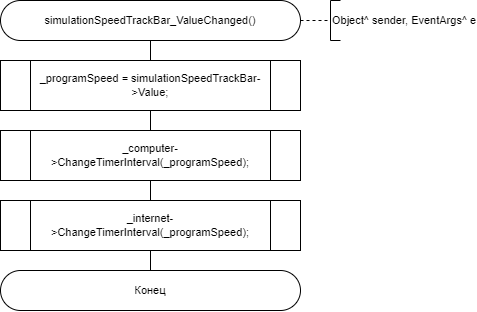 simulationSpeedTrackBar_ValueChanged()
Object^ sender, EventArgs^ e
_programSpeed = simulationSpeedTrackBar-
>Value;
_computer-
>ChangeTimerInterval(_programSpeed);
_internet-
>ChangeTimerInterval(_programSpeed);
Конец